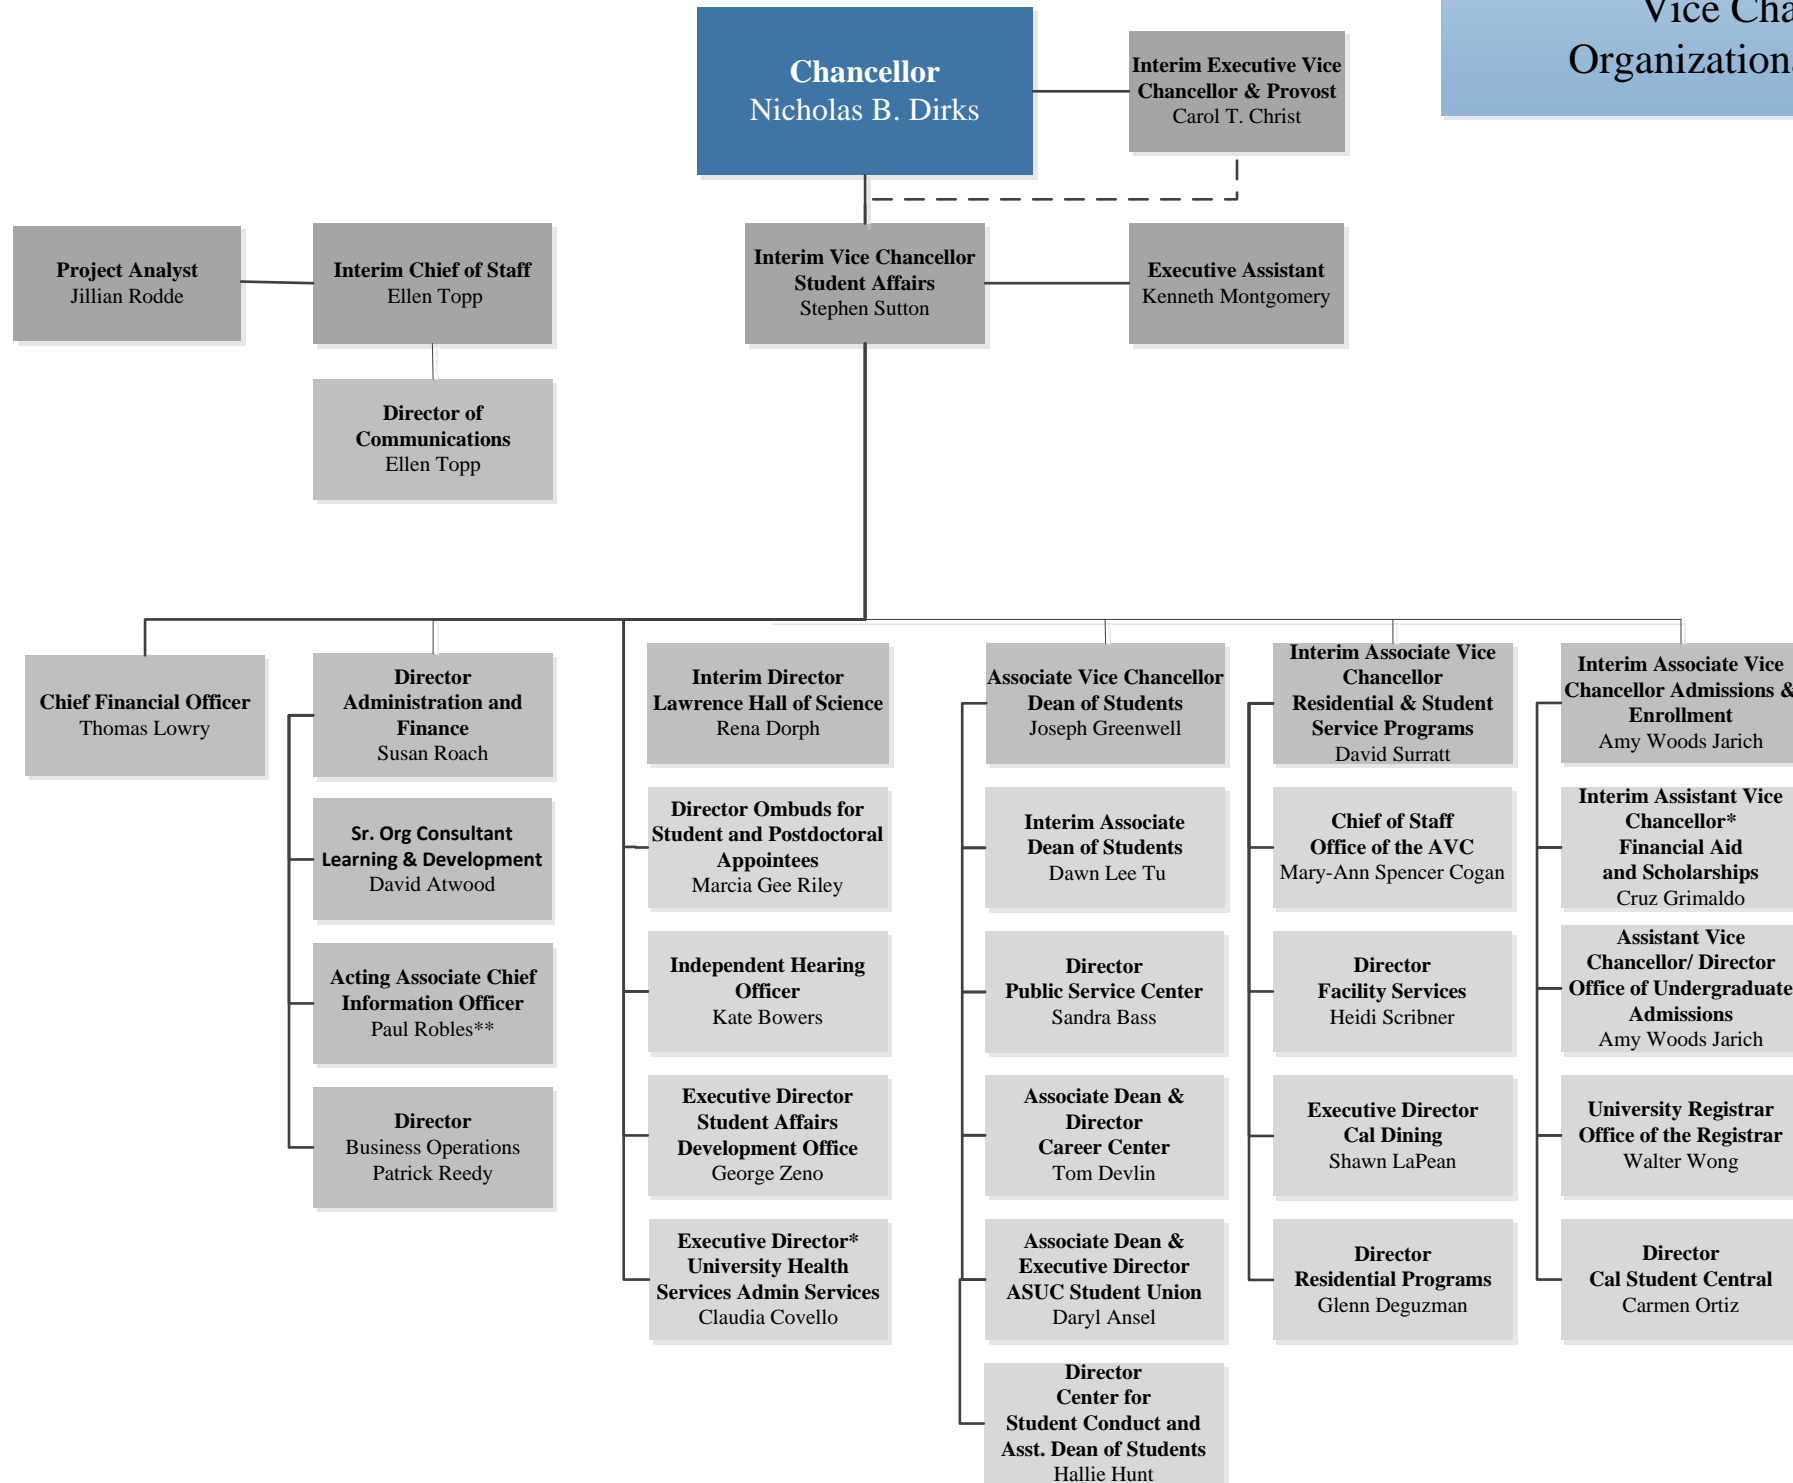 Vice Cha
Organization
Chancellor
Nicholas B. Dirks
Interim Executive Vice
Chancellor & Provost
Carol T. Christ
Project Analyst
Jillian Rodde
Interim Chief of Staff
Ellen Topp
Interim Vice Chancellor
Student Affairs
Stephen Sutton
Executive Assistant
Kenneth Montgomery
Director of
Communications
Ellen Topp
Chief Financial Officer
Thomas Lowry
Director
Administration and
Finance
Susan Roach
Sr. Org Consultant
Learning & Development
David Atwood
Acting Associate Chief
Information Officer
Paul Robles**
Director
Business Operations
Patrick Reedy
Interim Director
Lawrence Hall of Science
Rena Dorph
Director Ombuds for
Student and Postdoctoral
Appointees
Marcia Gee Riley
Independent Hearing
Officer
Kate Bowers
Executive Director
Student Affairs
Development Office
George Zeno
Executive Director*
University Health
Services Admin Services
Claudia Covello
Associate Vice Chancellor
Dean of Students
Joseph Greenwell
Interim Associate
Dean of Students
Dawn Lee Tu
Director
Public Service Center
Sandra Bass
Associate Dean &
Director
Career Center
Tom Devlin
Associate Dean &
Executive Director
ASUC Student Union
Daryl Ansel
Director
Center for
Student Conduct and
Asst. Dean of Students
Hallie Hunt
Interim Associate Vice
Chancellor
Residential & Student
Service Programs
David Surratt
Chief of Staff
Office of the AVC
Mary-Ann Spencer Cogan
Director
Facility Services
Heidi Scribner
Executive Director
Cal Dining
Shawn LaPean
Director
Residential Programs
Glenn Deguzman
Interim Associate Vice
Chancellor Admissions &
Enrollment
Amy Woods Jarich
Interim Assistant Vice
Chancellor*
Financial Aid
and Scholarships
Cruz Grimaldo
Assistant Vice
Chancellor/ Director
Office of Undergraduate
Admissions
Amy Woods Jarich
University Registrar
Office of the Registrar
Walter Wong
Director
Cal Student Central
Carmen Ortiz